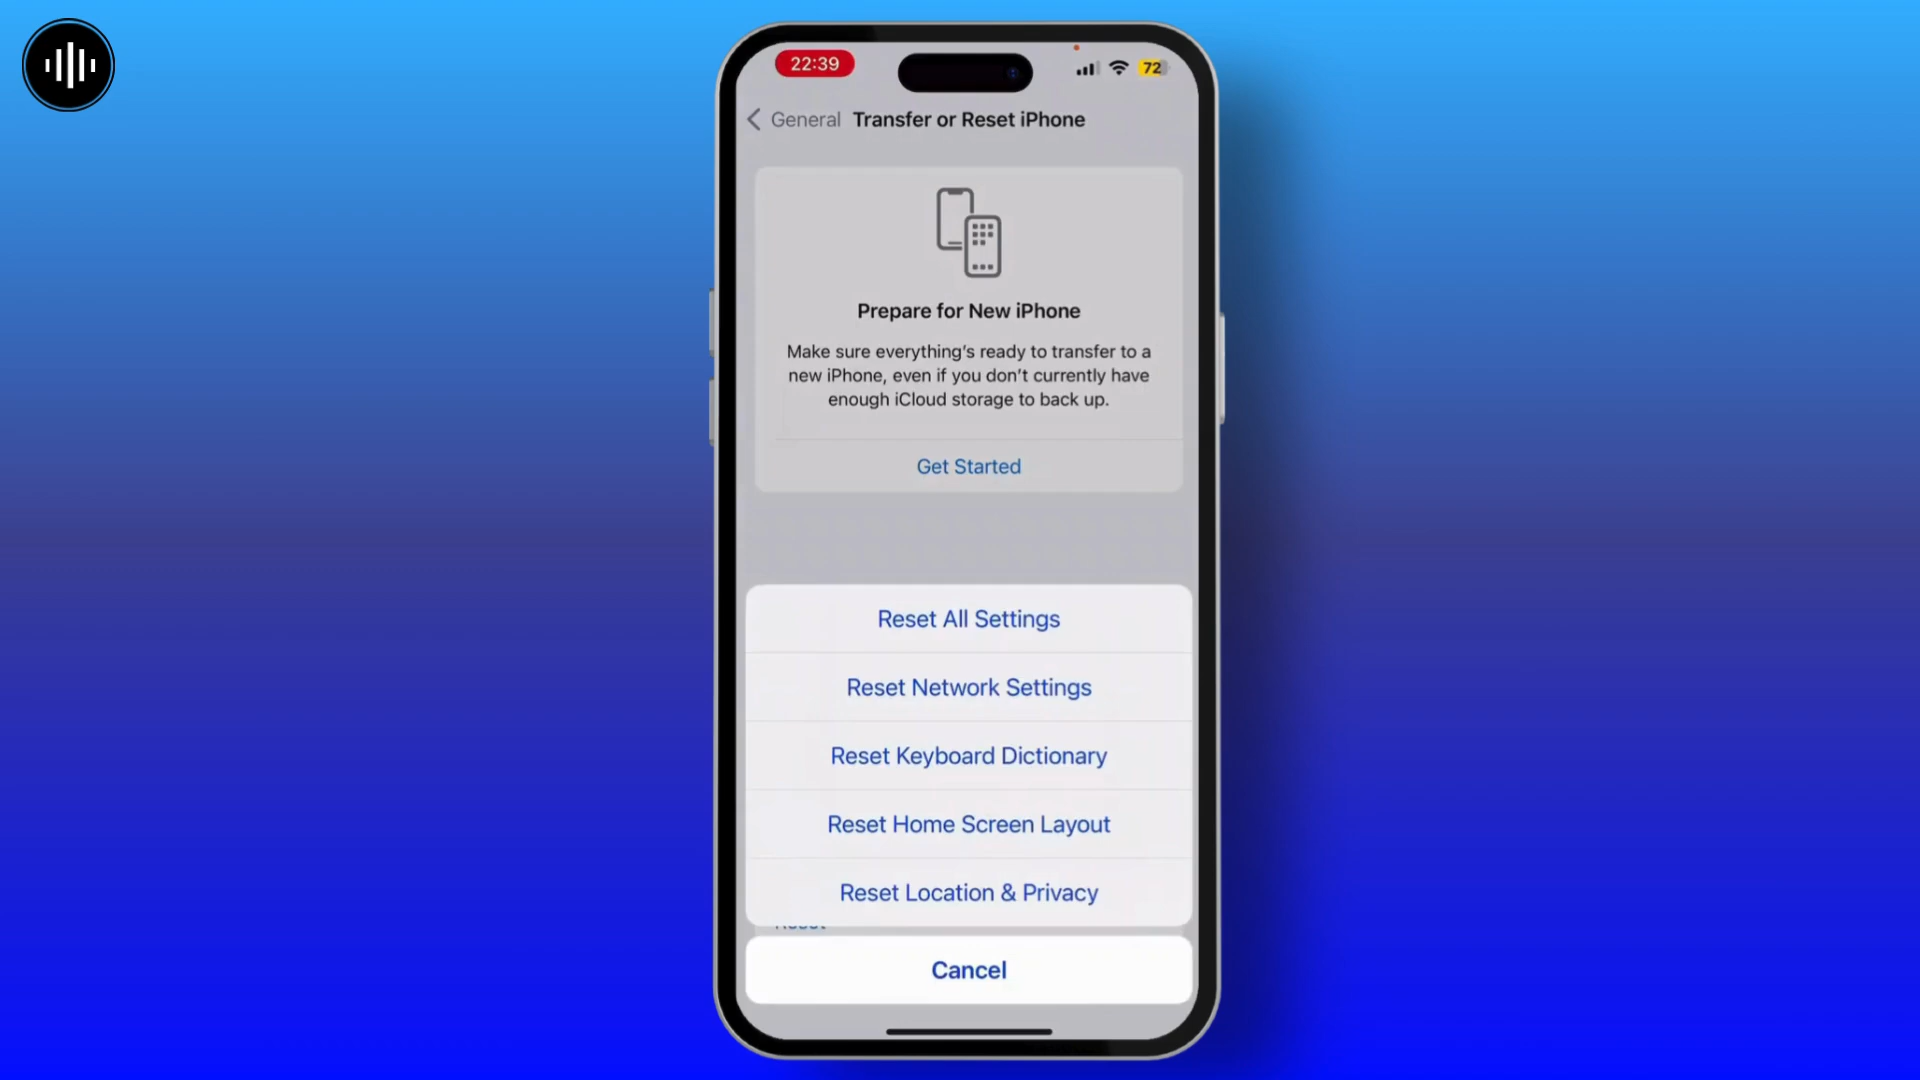 22:39
72
General
Transfer or Reset iPhone
Prepare for New iPhone
Make sure everything's ready to transfer to a
new iPhone, even if you don't currently have
enough iCloud storage to back up.
Get Started
Reset All Settings
Reset Network Settings
Reset Keyboard Dictionary
Reset Home Screen Layout
Reset Location & Privacy
Reset
Cancel